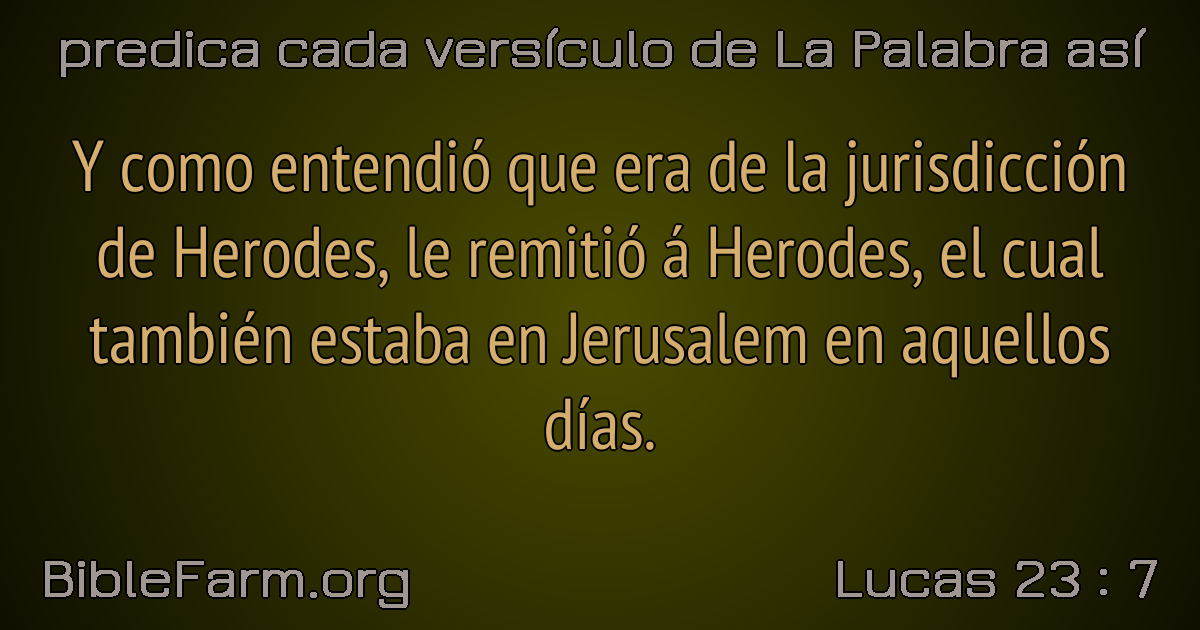 predica cada versículo de La Palabra así
Y como entendió que era de la jurisdicción
de Herodes, le remitió á Herodes, el cual
también estaba en Jerusalem en aquellos
días.
BibleFarm.org
Lucas 23 : 7